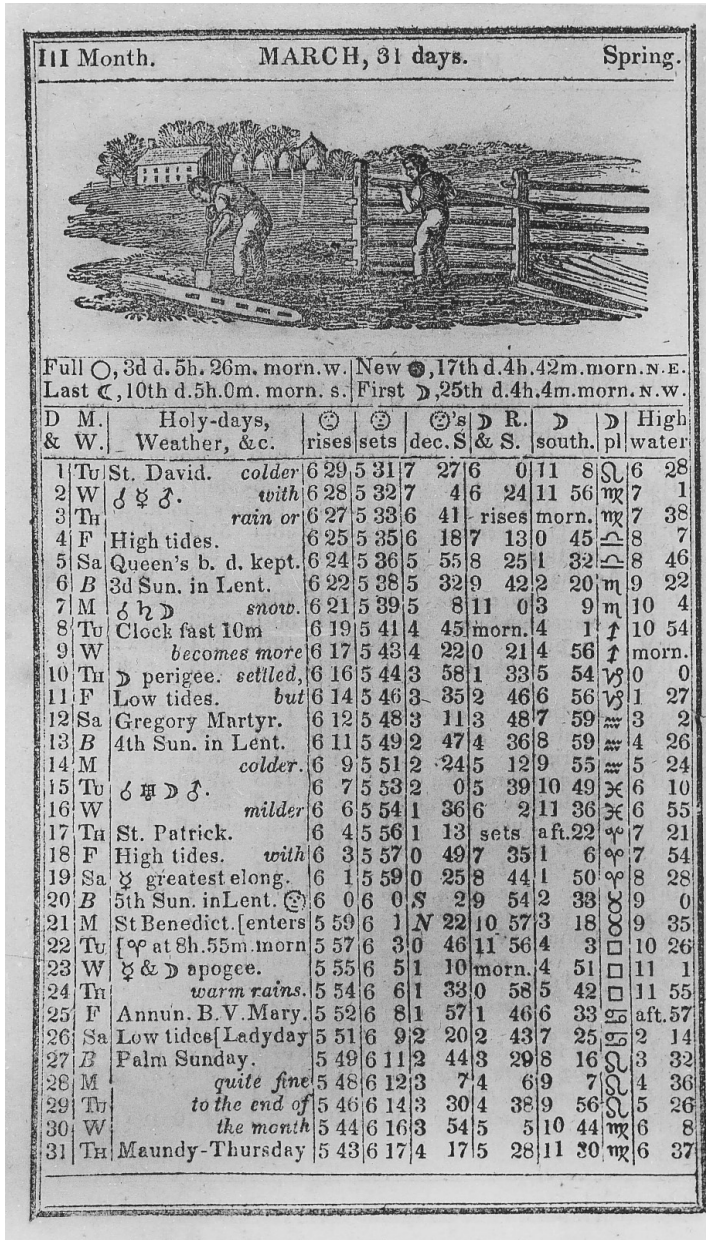 III Month. MARCH, 31 days. Spring.
Full ○, 3d d. 5h. 26m. morn. w. New ●, 17th d. 4h. 42m. morn. N.E.
Last ☾, 10th d. 5h. 0m. morn. s. First ☽, 25th d. 4h. 4m. morn. N.W.
D M. Holy-days, ☉ ☉ ☉'s ☽ R. ☽ ☽ High
& W. Weather, &c. rises sets dec. S & S. south. pl water
1 TU St. David. colder 6 29 5 31 7 27 6 0 11 8 ♌ 6 28
2 W ☌ ☿ ♂. with 6 28 5 32 7 4 6 24 11 56 ♍ 7 1
3 TH rain or 6 27 5 33 6 41 rises morn. ♍ 7 38
4 F High tides. 6 25 5 35 6 18 7 13 0 45 ♎ 8 7
5 Sa Queen's b. d. kept. 6 24 5 36 5 55 8 25 1 32 ♎ 8 46
6 B 3d Sun. in Lent. 6 22 5 38 5 32 9 42 2 20 ♏ 9 22
7 M ☌ ♄ ☽ snow. 6 21 5 39 5 8 11 0 3 9 ♏ 10 4
8 TU Clock fast 10m 6 19 5 41 4 45 morn. 4 1 ♐ 10 54
9 W becomes more 6 17 5 43 4 22 0 21 4 56 ♐ morn.
10 TH ☽ perigee. settled, 6 16 5 44 3 58 1 33 5 54 ♑ 0 0
11 F Low tides. but 6 14 5 46 3 35 2 46 6 56 ♑ 1 27
12 Sa Gregory Martyr. 6 12 5 48 3 11 3 48 7 59 ♒ 3 2
13 B 4th Sun. in Lent. 6 11 5 49 2 47 4 36 8 59 ♒ 4 26
14 M colder. 6 9 5 51 2 24 5 12 9 55 ♒ 5 24
15 TU ☌ ♅ ☽ ♂. 6 7 5 53 2 0 5 39 10 49 ♓ 6 10
16 W milder 6 6 5 54 1 36 6 2 11 36 ♓ 6 55
17 TH St. Patrick. 6 4 5 56 1 13 sets aft. 22 ♈ 7 21
18 F High tides. with 6 3 5 57 0 49 7 35 1 6 ♈ 7 54
19 Sa ☿ greatest elong. 6 1 5 59 0 25 8 44 1 50 ♈ 8 28
20 B 5th Sun. in Lent. ☉ 6 0 6 0 S 2 9 54 2 33 ♉ 9 0
21 M St Benedict. [enters 5 59 6 1 N 22 10 57 3 18 ♉ 9 35
22 TU [♈ at 8h. 55m. morn 5 57 6 3 0 46 11 56 4 3 □ 10 26
23 W ☿ & ☽ apogee. 5 55 6 5 1 10 morn. 4 51 □ 11 1
24 TH warm rains. 5 54 6 6 1 33 0 58 5 42 □ 11 55
25 F Annun. B. V. Mary. 5 52 6 8 1 57 1 46 6 33 ♋ aft. 57
26 Sa Low tides [Ladyday 5 51 6 9 2 20 2 43 7 25 ♋ 2 14
27 B Palm Sunday. 5 49 6 11 2 44 3 29 8 16 ♌ 3 32
28 M quite fine 5 48 6 12 3 7 4 6 9 7 ♌ 4 36
29 TU to the end of 5 46 6 14 3 30 4 38 9 56 ♌ 5 26
30 W the month 5 44 6 16 3 54 5 5 10 44 ♍ 6 8
31 TH Maundy-Thursday 5 43 6 17 4 17 5 28 11 30 ♍ 6 37